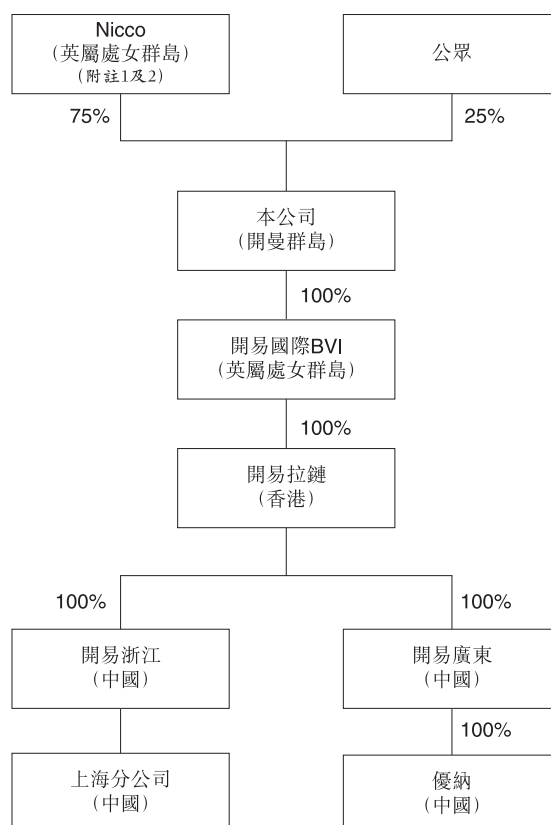 Nicco
(英屬處女群島)
(附註1及2)
公眾
75%
25%
本公司
(開曼群島)
100%
開易國際BVI
(英屬處女群島)
100%
開易拉鏈
(香港)
100%
100%
開易浙江
(中國)
開易廣東
(中國)
100%
上海分公司
(中國)
優納
(中國)